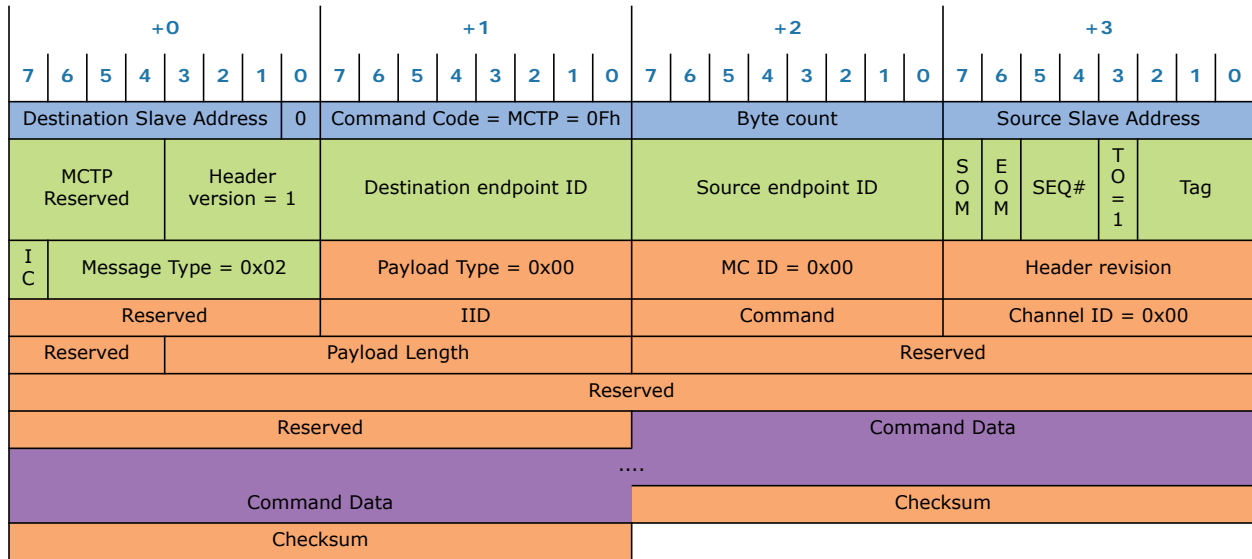 +0 +1 +2 +3
7 6 5 4 3 2 1 0 7 6 5 4 3 2 1 0 7 6 5 4 3 2 1 0 7 6 5 4 3 2 1 0
Destination Slave Address 0 Command Code = MCTP = 0Fh Byte count Source Slave Address
MCTP
Reserved
Header
version = 1
Destination endpoint ID
Source endpoint ID
SOM
EOM
SEQ#
TO=1
Tag
IC
Message Type = 0x02 Payload Type = 0x00 MC ID = 0x00 Header revision
Reserved IID Command Channel ID = 0x00
Reserved Payload Length Reserved
Reserved
Reserved Command Data
....
Command Data Checksum
Checksum